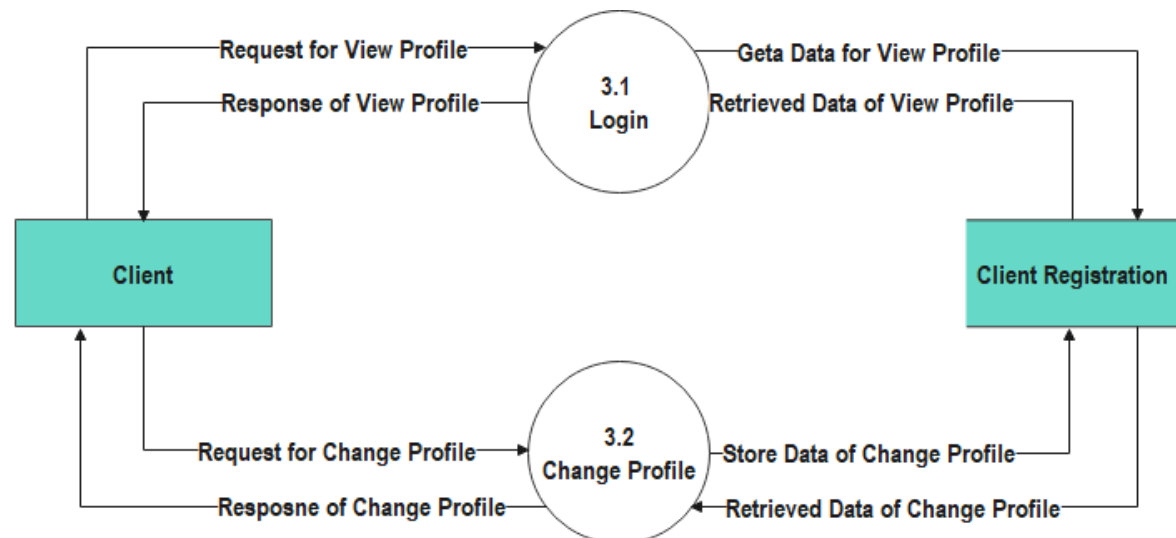 Request for View Profile
Geta Data for View Profile
3.1
Login
Response of View Profile
Retrieved Data of View Profile
Client
Client Registration
3.2
Change Profile
Request for Change Profile
Store Data of Change Profile
Resposne of Change Profile
Retrieved Data of Change Profile